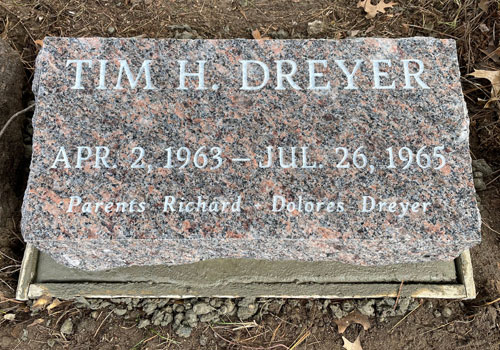 TIM H. DREYER
APR. 2, 1963 – JUL. 26, 1965
Parents Richard - Dolores Dreyer